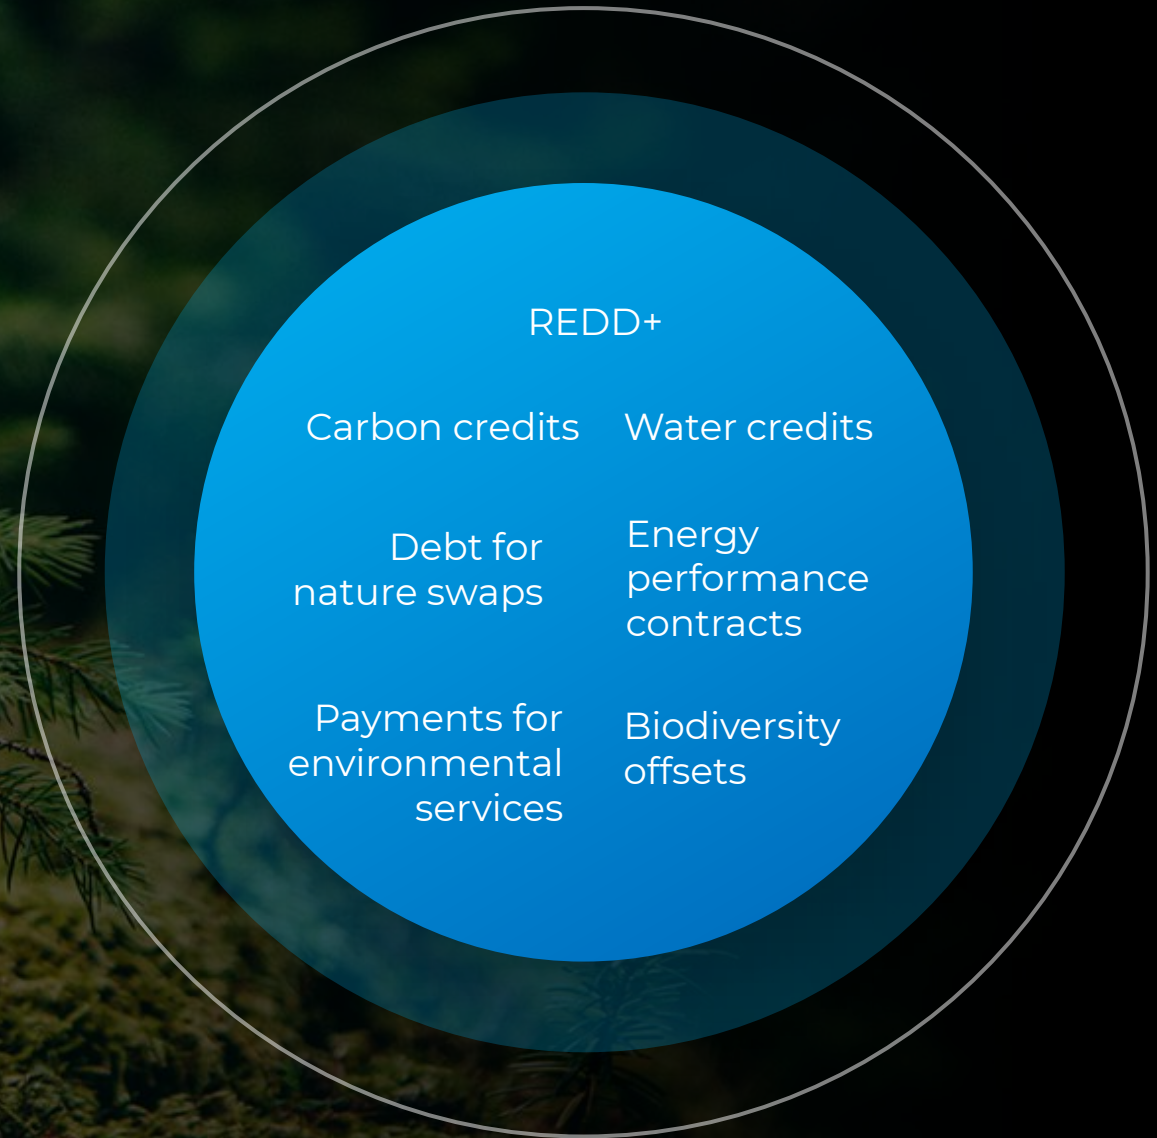 REDD+
Carbon credits
Water credits
Debt for
nature swaps
Energy
performance
contracts
Payments for
environmental
services
Biodiversity
offsets